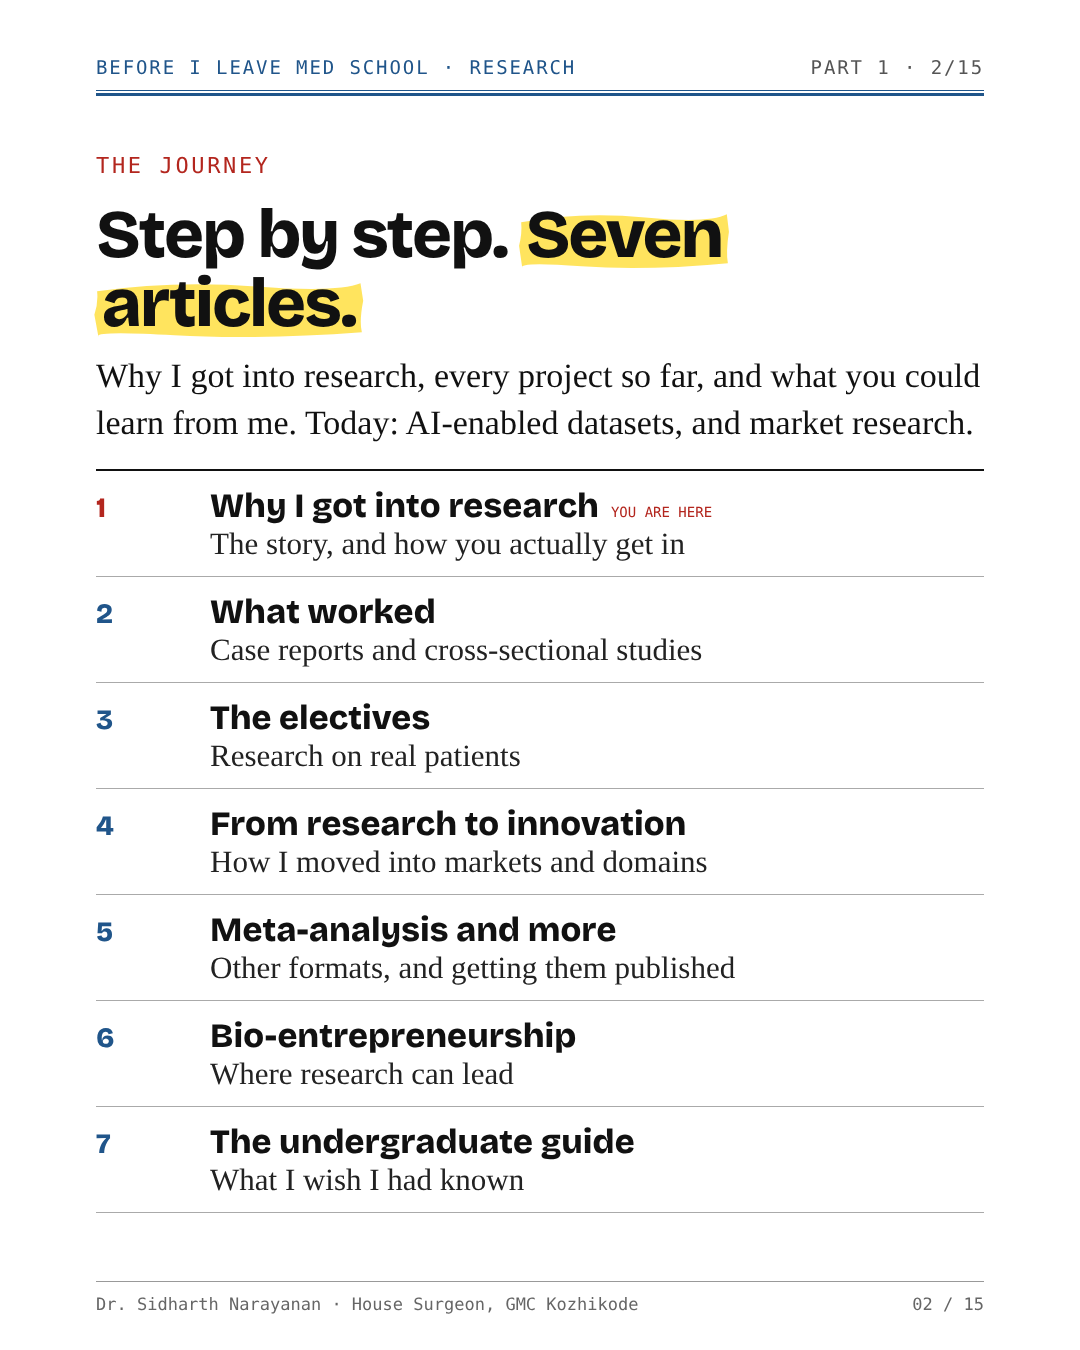 BEFORE I LEAVE MED SCHOOL · RESEARCH
PART 1 · 2/15
THE JOURNEY
Step by step. Seven
articles.
Why I got into research, every project so far, and what you could
learn from me. Today: AI-enabled datasets, and market research.
1
Why I got into research YOU ARE HERE
The story, and how you actually get in
2
What worked
Case reports and cross-sectional studies
3
The electives
Research on real patients
4
From research to innovation
How I moved into markets and domains
5
Meta-analysis and more
Other formats, and getting them published
6
Bio-entrepreneurship
Where research can lead
7
The undergraduate guide
What I wish I had known
Dr. Sidharth Narayanan · House Surgeon, GMC Kozhikode
02 / 15